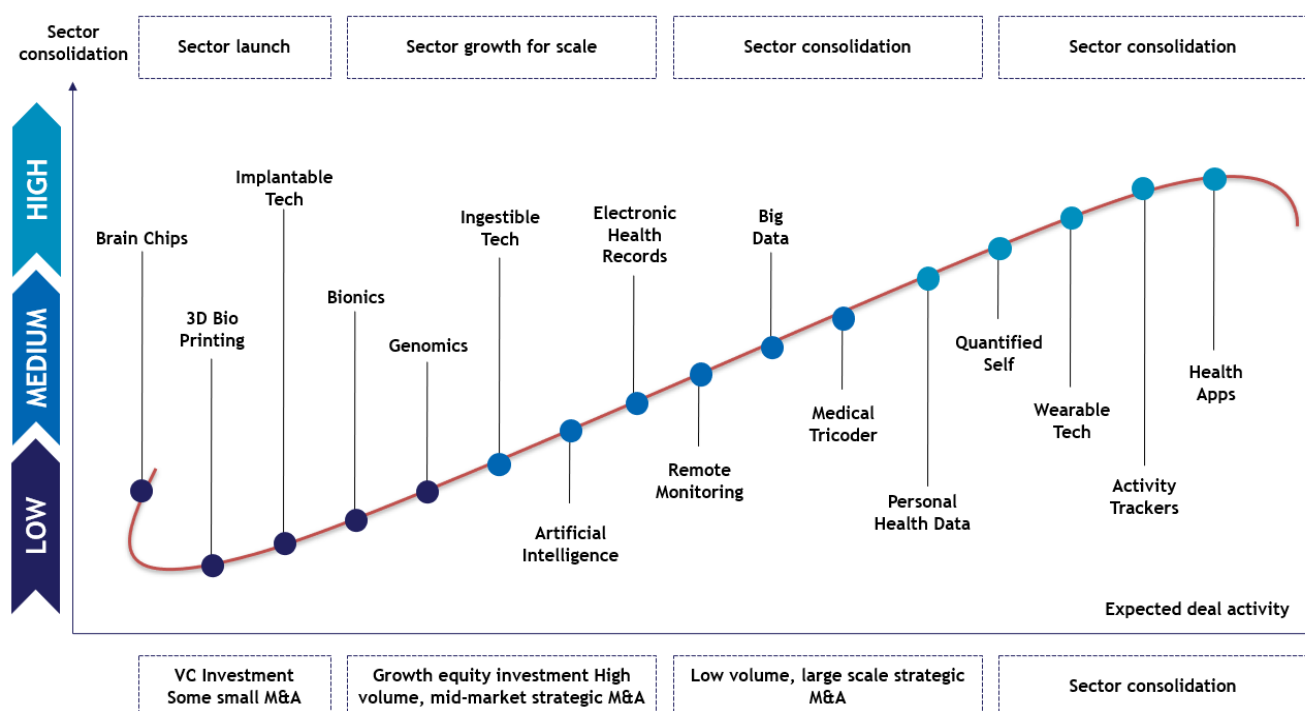 Sector
consolidation
Sector launch
Sector growth for scale
Sector consolidation
Sector consolidation
HIGH
MEDIUM
LOW
Brain Chips
3D Bio
Printing
Implantable
Tech
Bionics
Genomics
Ingestible
Tech
Artificial
Intelligence
Electronic
Health
Records
Remote
Monitoring
Big
Data
Medical
Tricoder
Personal
Health Data
Quantified
Self
Wearable
Tech
Activity
Trackers
Health
Apps
Expected deal activity
VC Investment
Some small M&A
Growth equity investment High
volume, mid-market strategic M&A
Low volume, large scale strategic
M&A
Sector consolidation